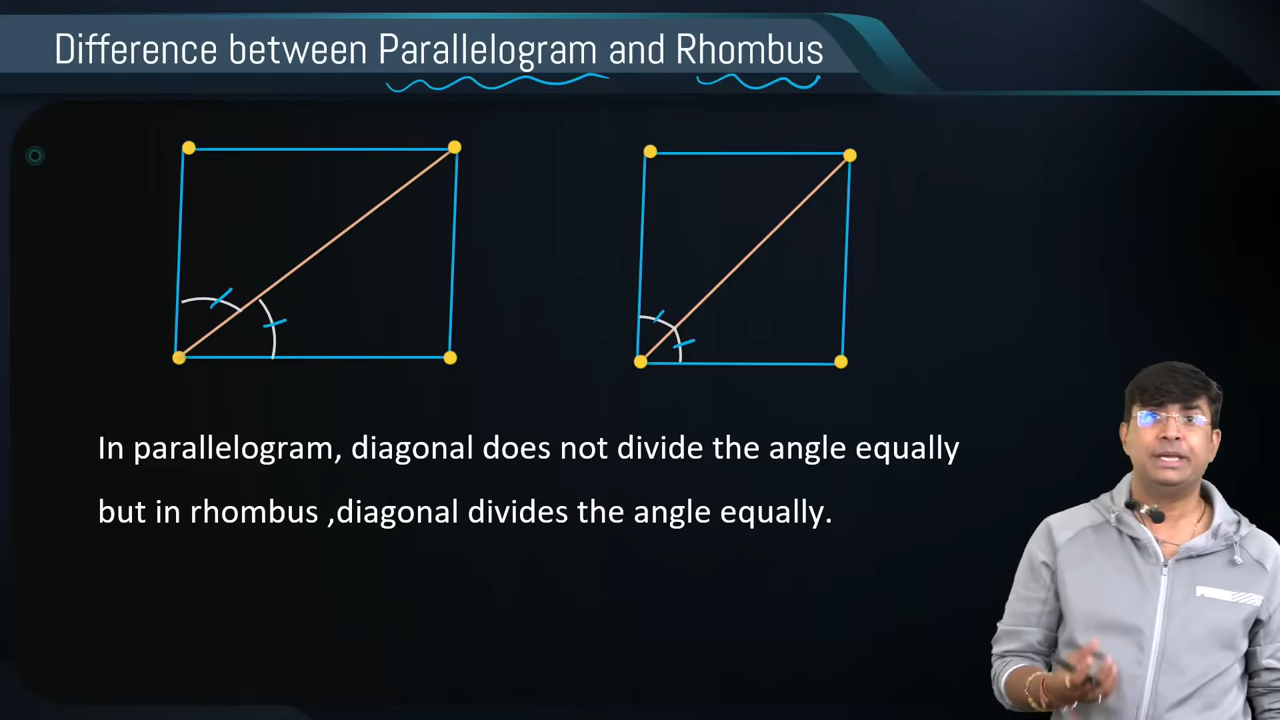 Difference between Parallelogram and Rhombus
In parallelogram, diagonal does not divide the angle equally
but in rhombus ,diagonal divides the angle equally.